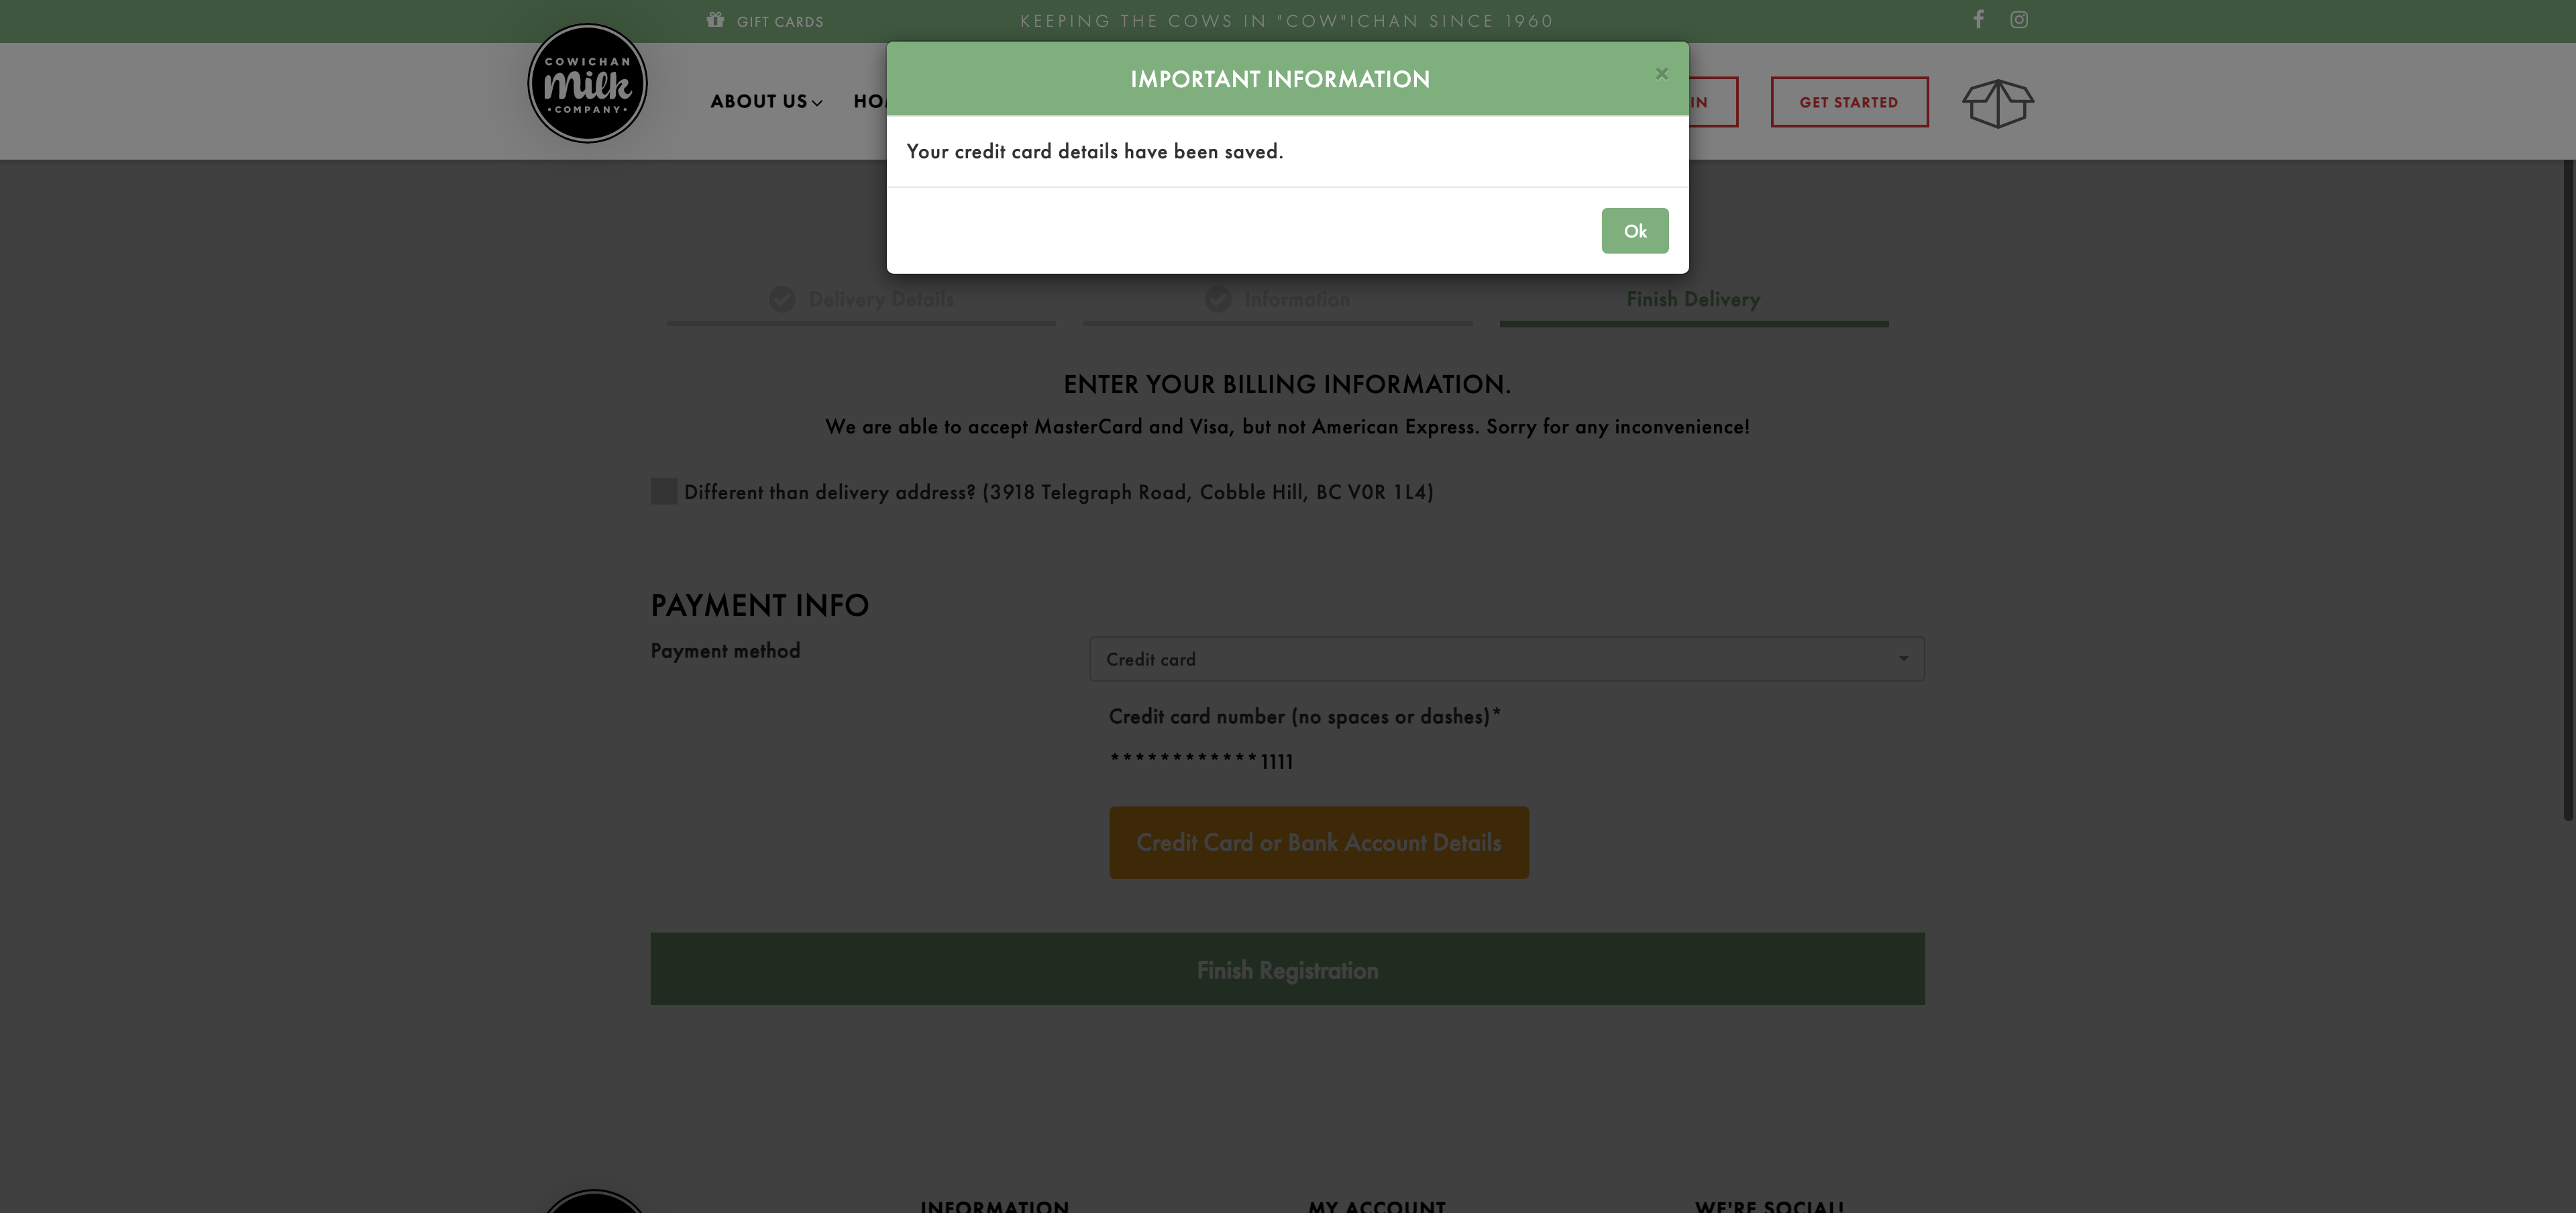 GIFT CARDS
KEEPING THE COWS IN "COW"ICHAN SINCE 1960
COWICHAN
milk
COMPANY
ABOUT US
IN
GET STARTED
IMPORTANT INFORMATION
×
Your credit card details have been saved.
Ok
Delivery Details
Information
Finish Delivery
ENTER YOUR BILLING INFORMATION.
We are able to accept MasterCard and Visa, but not American Express. Sorry for any inconvenience!
Different than delivery address? (3918 Telegraph Road, Cobble Hill, BC V0R 1L4)
PAYMENT INFO
Payment method
Credit card
Credit card number (no spaces or dashes)*
************1111
Credit Card or Bank Account Details
Finish Registration
INFORMATION
MY ACCOUNT
WE'RE SOCIAL!